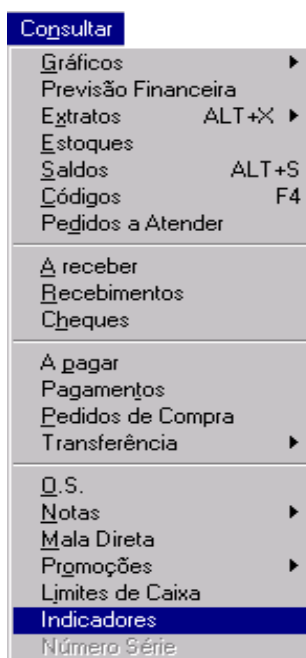 Consultar
Gráficos
Previsão Financeira
Extratos ALT+X
Estoques
Saldos ALT+S
Códigos F4
Pedidos a Atender
A receber
Recebimentos
Cheques
A pagar
Pagamentos
Pedidos de Compra
Transferência
O.S.
Notas
Mala Direta
Promoções
Limites de Caixa
Indicadores
Número Série